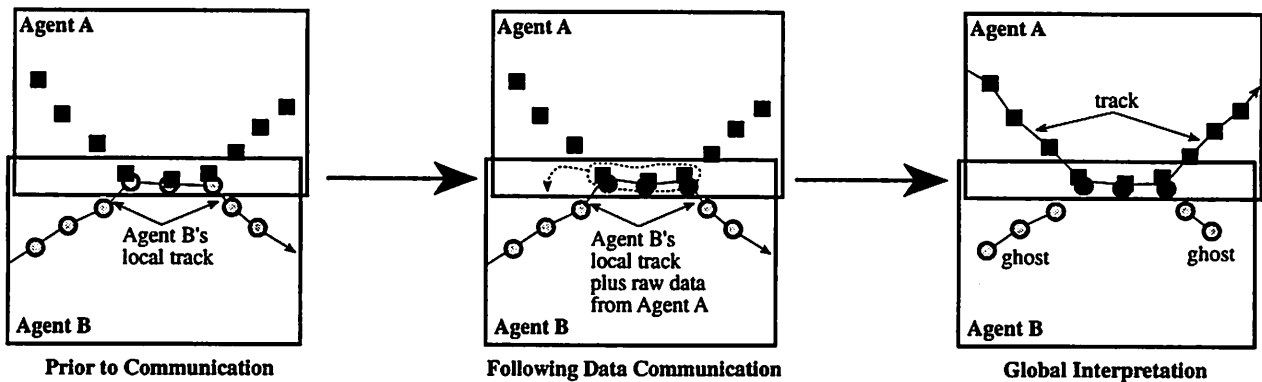 Agent A
Agent B's
local track
Agent B
Prior to Communication
Agent A
Agent B's
local track
plus raw data
from Agent A
Agent B
Following Data Communication
Agent A
track
ghost
ghost
Agent B
Global Interpretation